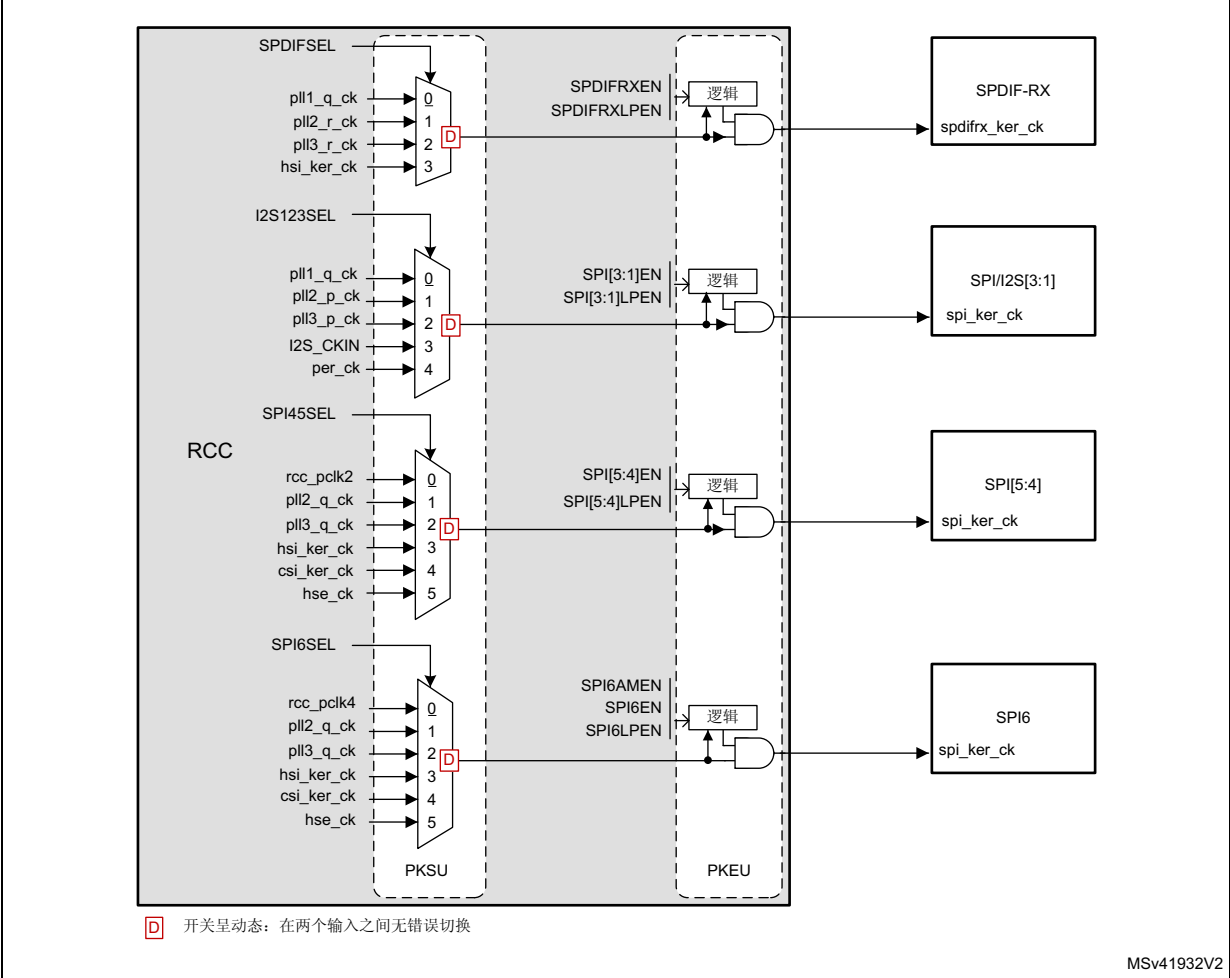 SPDIFSEL
pll1_q_ck
pll2_r_ck
pll3_r_ck
hsi_ker_ck
0
1
2
3
D
SPDIFRXEN
SPDIFRXLPEN
逻辑
SPDIF-RX
spdifrx_ker_ck
I2S123SEL
pll1_q_ck
pll2_p_ck
pll3_p_ck
I2S_CKIN
per_ck
0
1
2
3
4
D
SPI[3:1]EN
SPI[3:1]LPEN
逻辑
SPI/I2S[3:1]
spi_ker_ck
RCC
SPI45SEL
rcc_pclk2
pll2_q_ck
pll3_q_ck
hsi_ker_ck
csi_ker_ck
hse_ck
0
1
2
3
4
5
D
SPI[5:4]EN
SPI[5:4]LPEN
逻辑
SPI[5:4]
spi_ker_ck
SPI6SEL
rcc_pclk4
pll2_q_ck
pll3_q_ck
hsi_ker_ck
csi_ker_ck
hse_ck
0
1
2
3
4
5
D
SPI6AMEN
SPI6EN
SPI6LPEN
逻辑
SPI6
spi_ker_ck
PKSU
PKEU
D 开关呈动态：在两个输入之间无错误切换
MSv41932V2